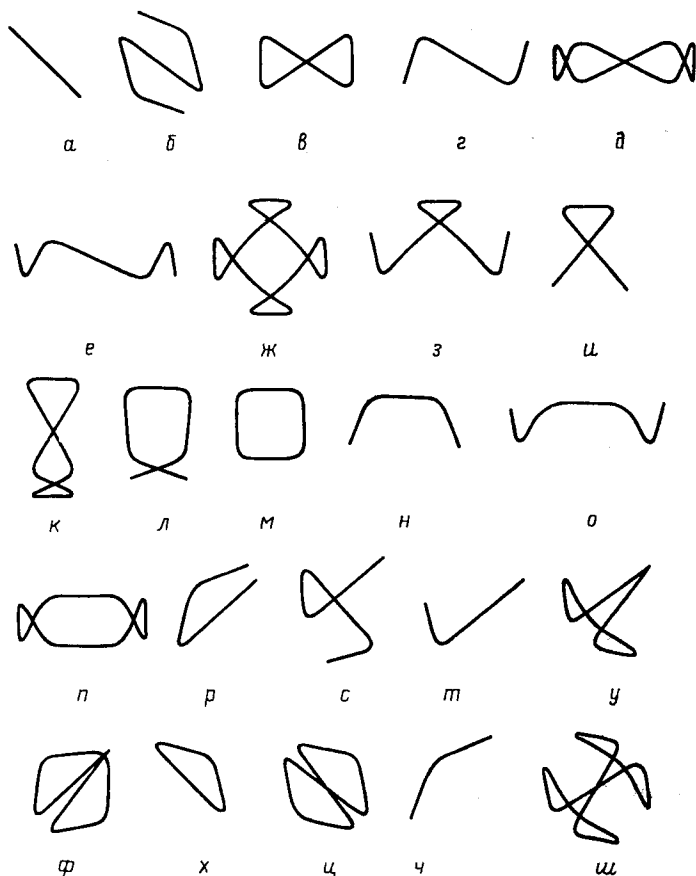 а б в г д
е ж з и
к л м н о
п р с т у
ф х ц ч ш